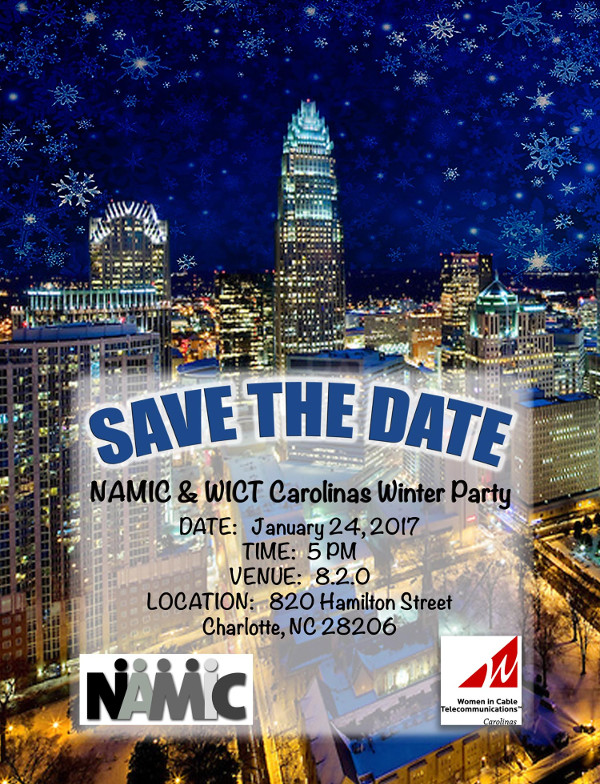 SAVE THE DATE
NAMIC & WICT Carolinas Winter Party
DATE: January 24, 2017
TIME: 5 PM
VENUE: 8.2.0
LOCATION: 820 Hamilton Street
Charlotte, NC 28206
NAMIC
Women in Cable
Telecommunications™
Carolinas